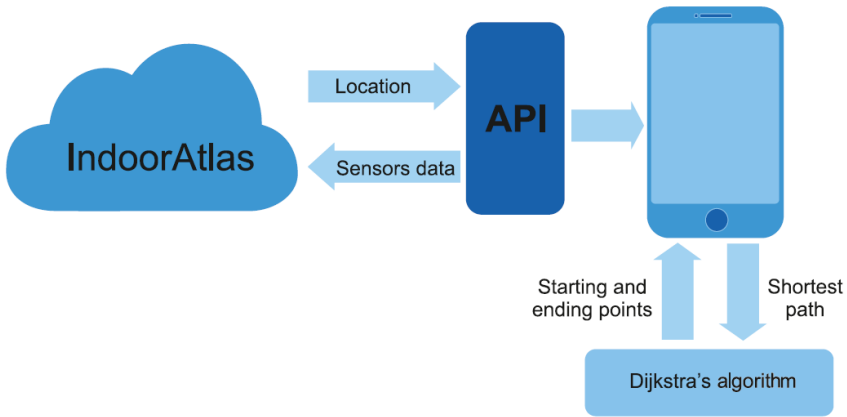 Location
API
IndoorAtlas
Sensors data
Starting and
ending points
Shortest
path
Dijkstra's algorithm